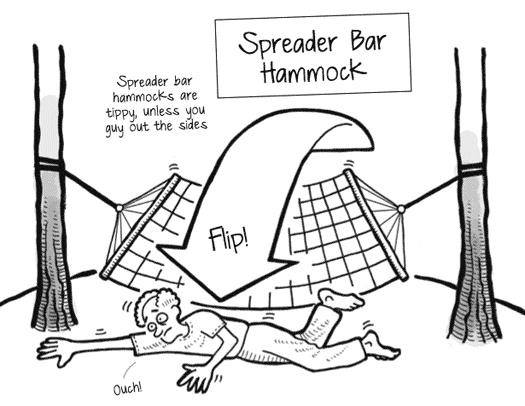 Spreader Bar
Hammock
Spreader bar
hammocks are
tippy, unless you
guy out the sides
Flip!
Ouch!